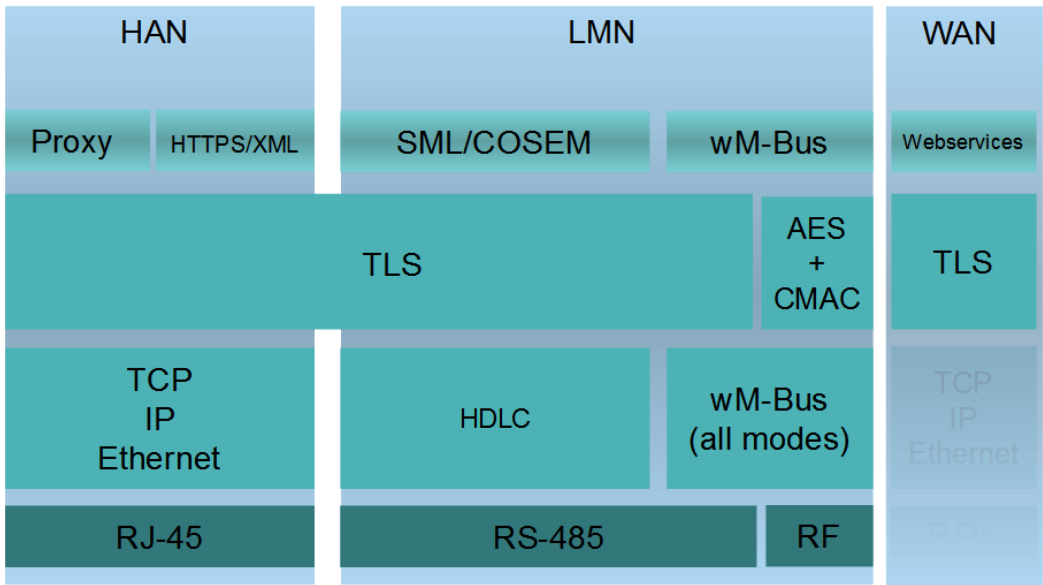 HAN
LMN
WAN
Proxy
HTTPS/XML
SML/COSEM
wM-Bus
Webservices
TLS
AES
+
CMAC
TLS
TCP
IP
Ethernet
HDLC
wM-Bus
(all modes)
TCP
IP
Ethernet
RJ-45
RS-485
RF
BPL